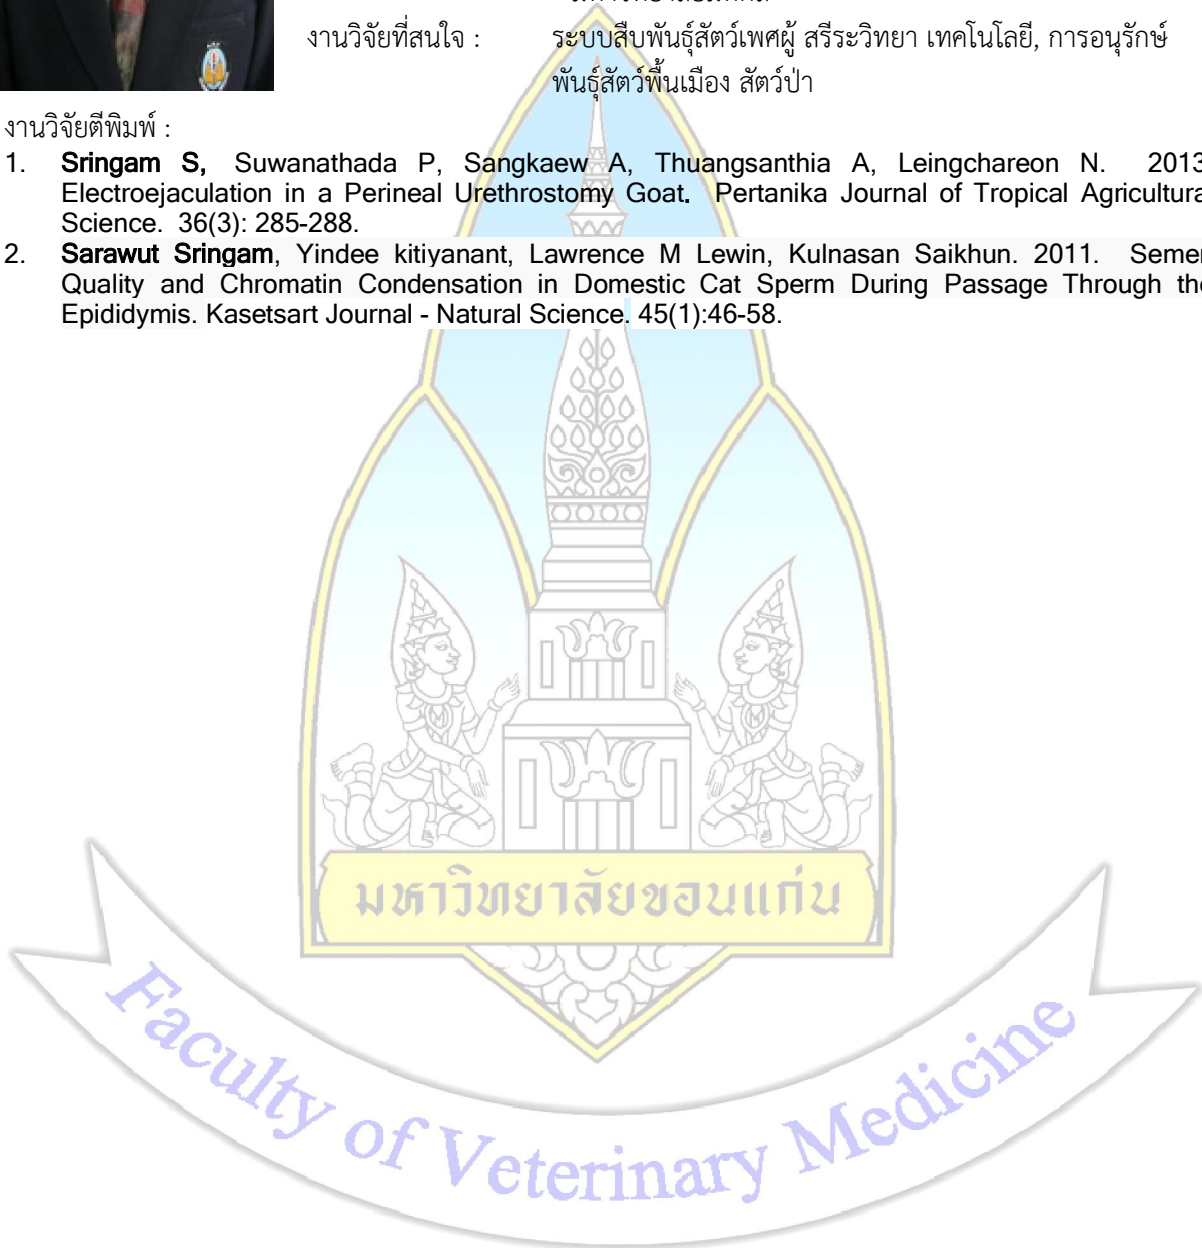 งานวิจัยที่สนใจ : ระบบสืบพันธุ์สัตว์เพศผู้ สรีระวิทยา เทคโนโลยี, การอนุรักษ์
พันธุ์สัตว์พื้นเมือง สัตว์ป่า
งานวิจัยตีพิมพ์ :
1. Sringam S, Suwanathada P, Sangkaew A, Thuangsanthia A, Leingchareon N. 2013
Electroejaculation in a Perineal Urethrostomy Goat. Pertanika Journal of Tropical Agricultura
Science. 36(3): 285-288.
2. Sarawut Sringam, Yindee kitiyanant, Lawrence M Lewin, Kulnasan Saikhun. 2011. Semen
Quality and Chromatin Condensation in Domestic Cat Sperm During Passage Through the
Epididymis. Kasetsart Journal - Natural Science. 45(1):46-58.
มหาวิทยาลัยขอนแก่น
Faculty of Veterinary Medicine